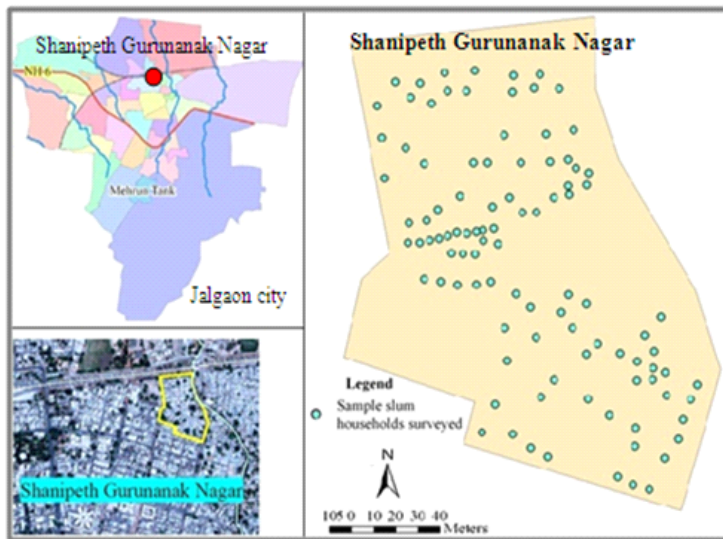 Shanipeth Gurunanak Nagar
NH 6
Mehrun Tank
Jalgaon city
Shanipeth Gurunanak Nagar
Shanipeth Gurunanak Nagar
Legend
Sample slum
households surveyed
N
105 0 10 20 30 40
Meters